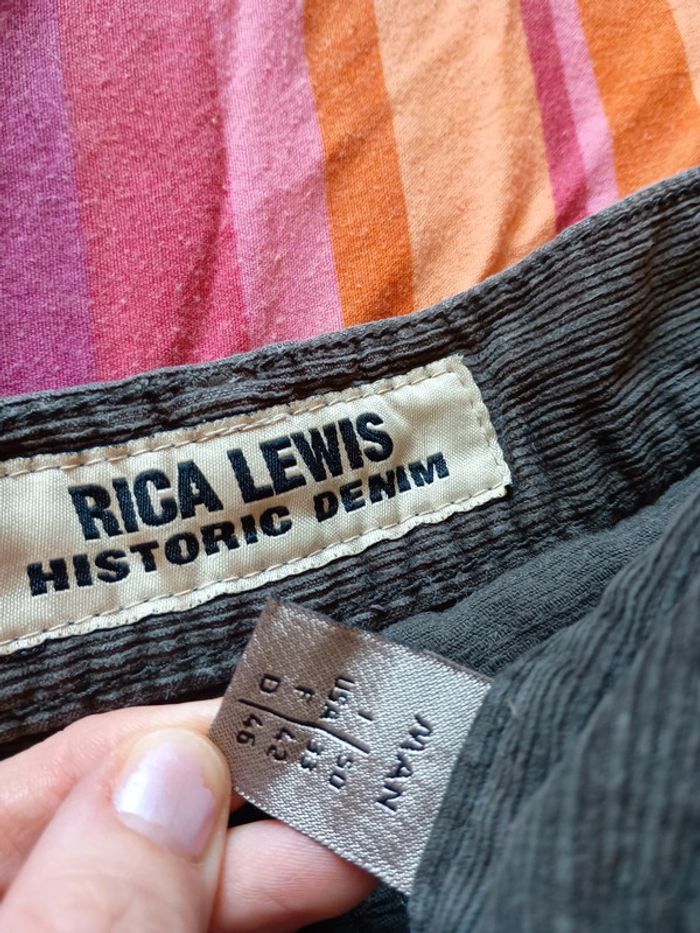 RICA LEWIS
HISTORIC DENIM
MAN
I 50
USA 33
F 42
D 46